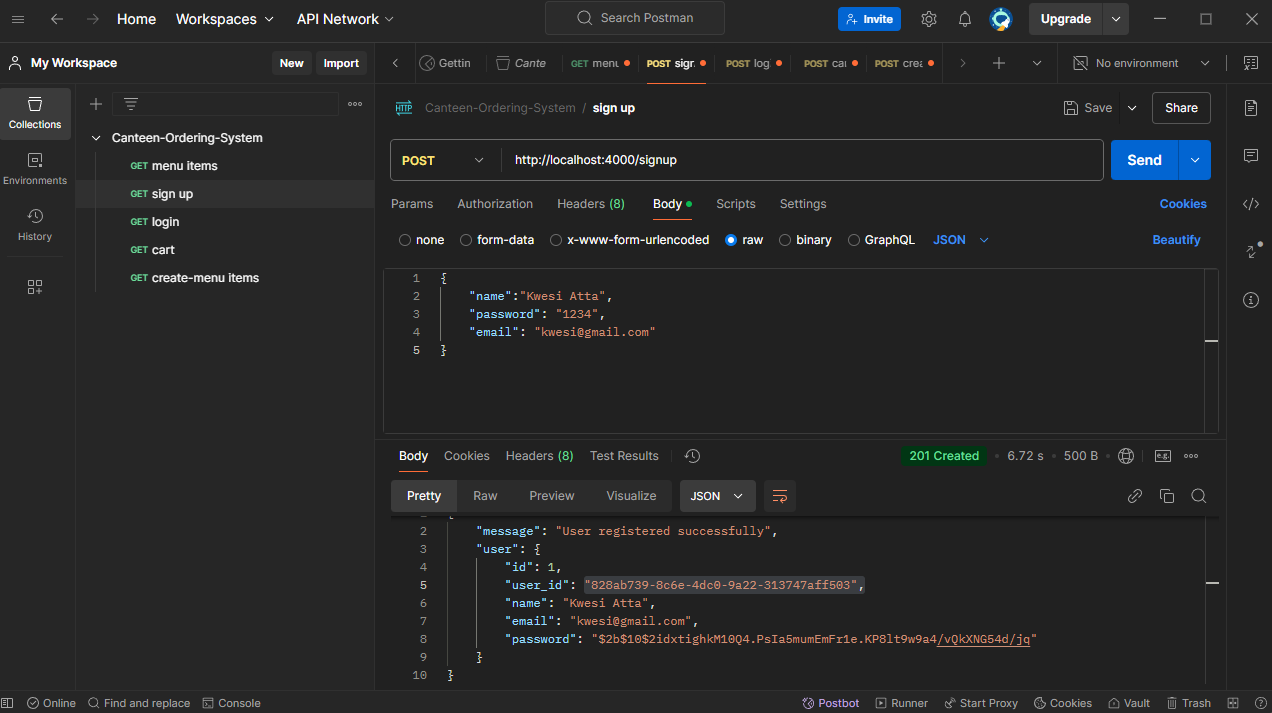 Home Workspaces API Network Search Postman Invite Upgrade
My Workspace New Import Gettin Cante GET menu POST sign POST log POST car POST crea No environment
Collections
Environments
History
Canteen-Ordering-System
GET menu items
GET sign up
GET login
GET cart
GET create-menu items
HTTP Canteen-Ordering-System / sign up Save Share
POST http://localhost:4000/signup Send
Params Authorization Headers (8) Body Scripts Settings Cookies
none form-data x-www-form-urlencoded raw binary GraphQL JSON Beautify
1 {
2 "name":"Kwesi Atta",
3 "password": "1234",
4 "email": "kwesi@gmail.com"
5 }
Body Cookies Headers (8) Test Results 201 Created 6.72 s 500 B e.g.
Pretty Raw Preview Visualize JSON
2 "message": "User registered successfully",
3 "user": {
4 "id": 1,
5 "user_id": "828ab739-8c6e-4dc0-9a22-313747aff503",
6 "name": "Kwesi Atta",
7 "email": "kwesi@gmail.com",
8 "password": "$2b$10$2idxtighkM10Q4.PsIa5mumEmFr1e.KP8lt9w9a4/vQkXNG54d/jq"
9 }
10 }
Online Find and replace Console Postbot Runner Start Proxy Cookies Vault Trash